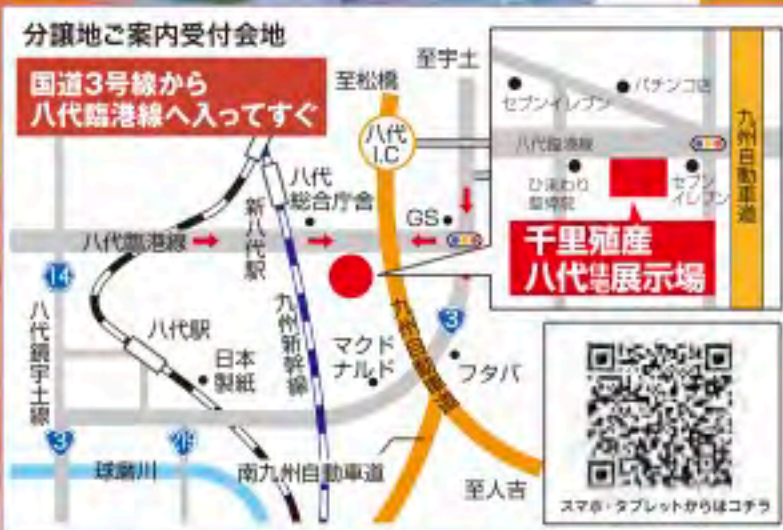 分譲地ご案内受付会地
国道3号線から
八代臨港線へ入ってすぐ
至松橋
至宇土
八代
I.C
八代
総合庁舎
新八代駅
GS
八代臨港線
14
八代鏡宇土線
八代駅
日本
製紙
九州新幹線
マクド
ナルド
九州自動車道
3
フタバ
3
球磨川
南九州自動車道
至人吉
セブンイレブン
パチンコ店
八代臨港線
九州自動車道
ひまわり
整骨院
セブン
イレブン
千里殖産
八代住宅展示場
スマホ・タブレットからはコチラ